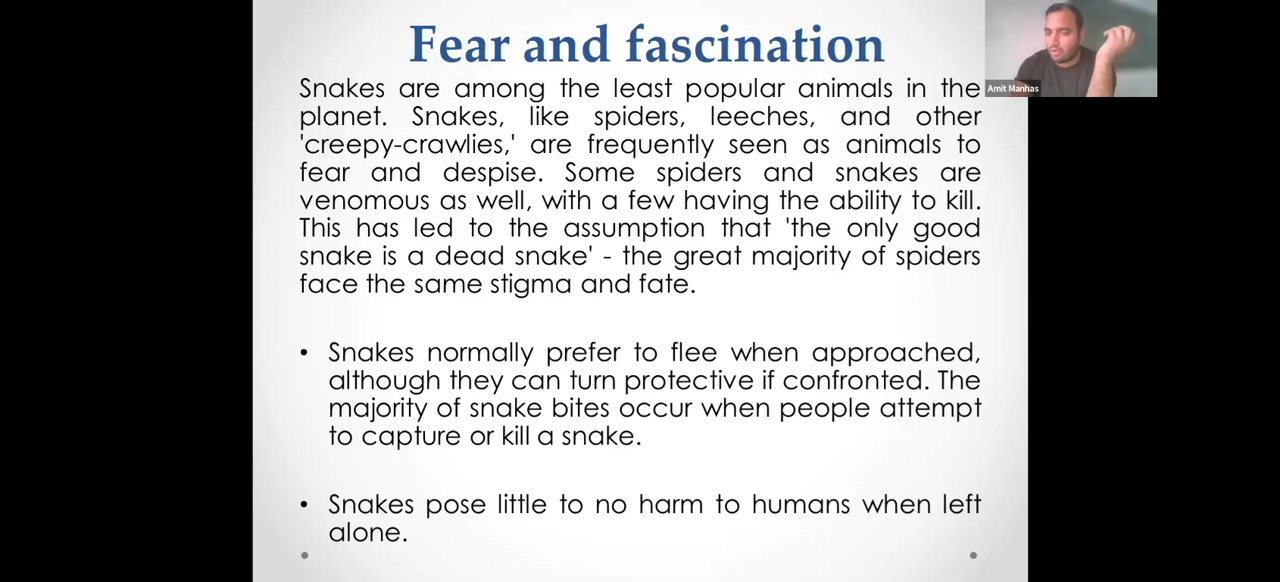 Fear and fascination
Snakes are among the least popular animals in the
planet. Snakes, like spiders, leeches, and other
'creepy-crawlies,' are frequently seen as animals to
fear and despise. Some spiders and snakes are
venomous as well, with a few having the ability to kill.
This has led to the assumption that 'the only good
snake is a dead snake' - the great majority of spiders
face the same stigma and fate.
• Snakes normally prefer to flee when approached,
although they can turn protective if confronted. The
majority of snake bites occur when people attempt
to capture or kill a snake.
• Snakes pose little to no harm to humans when left
alone.
Amit Manhas